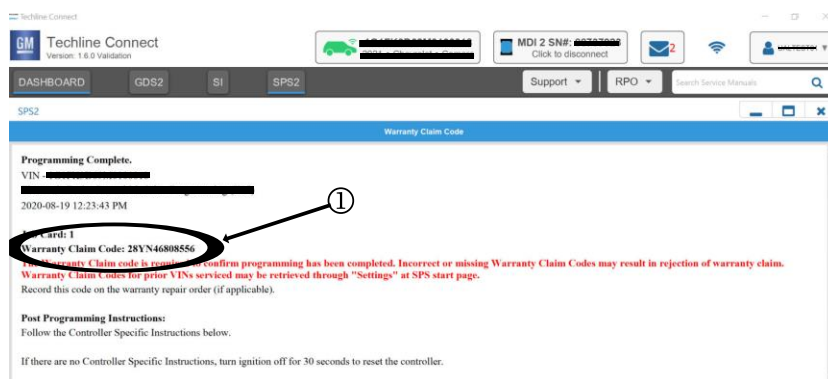 Techline Connect
GM Techline Connect
Version: 1.6.0 Validation
2021 - Chevrolet - Camaro
MDI 2 SN#:
Click to disconnect
2
DASHBOARD GDS2 SI SPS2 Support RPO Search Service Manuals
SPS2
Warranty Claim Code
Programming Complete.
VIN -
2020-08-19 12:23:43 PM
1
Card: 1
Warranty Claim Code: 28YN46808556
The Warranty Claim code is required to confirm programming has been completed. Incorrect or missing Warranty Claim Codes may result in rejection of warranty claim.
Warranty Claim Codes for prior VINs serviced may be retrieved through "Settings" at SPS start page.
Record this code on the warranty repair order (if applicable).
Post Programming Instructions:
Follow the Controller Specific Instructions below.
If there are no Controller Specific Instructions, turn ignition off for 30 seconds to reset the controller.